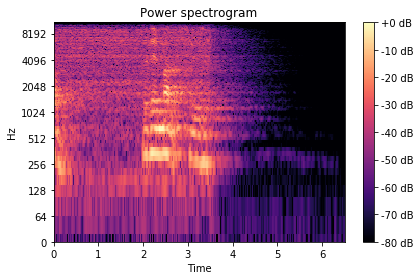 Power spectrogram
8192
4096
2048
1024
512
256
128
64
0
Hz
0 1 2 3 4 5 6
Time
+0 dB
-10 dB
-20 dB
-30 dB
-40 dB
-50 dB
-60 dB
-70 dB
-80 dB